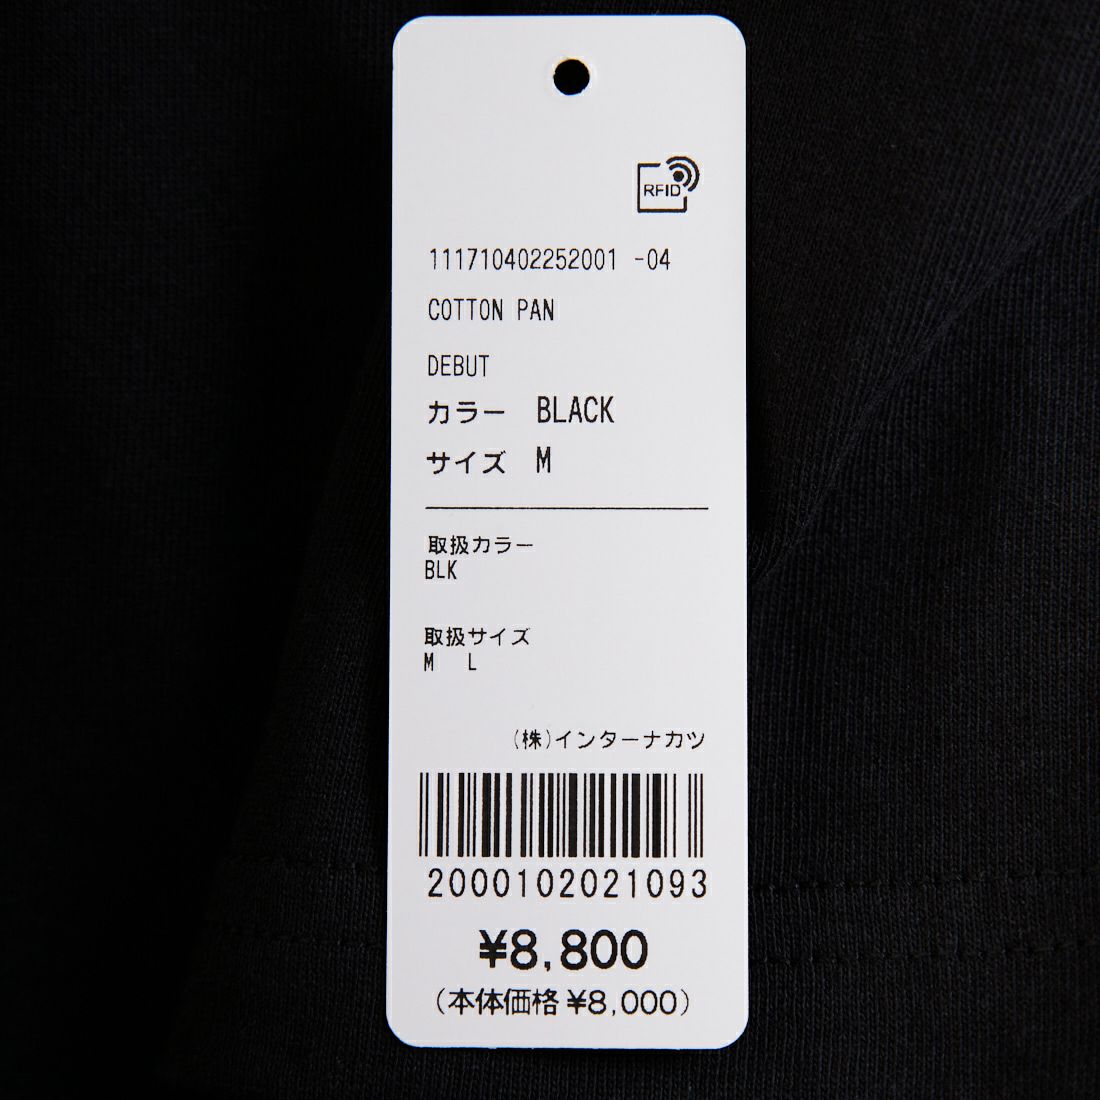 RFID
111710402252001 -04
COTTON PAN
DEBUT
カラー BLACK
サイズ M
取扱カラー
BLK
取扱サイズ
M L
(株)インターナカツ
2000102021093
¥8,800
(本体価格 ¥8,000)